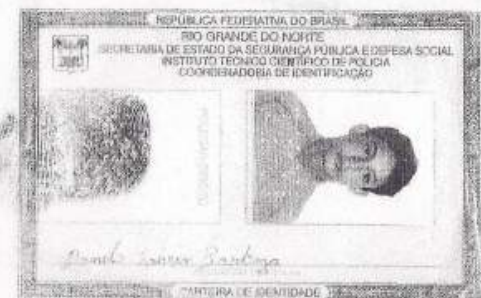 REPÚBLICA FEDERATIVA DO BRASIL
RIO GRANDE DO NORTE
SECRETARIA DE ESTADO DA SEGURANÇA PÚBLICA E DEFESA SOCIAL
INSTITUTO TÉCNICO CIENTÍFICO DE POLÍCIA
COORDENADORIA DE IDENTIFICAÇÃO
CARTEIRA DE IDENTIDADE